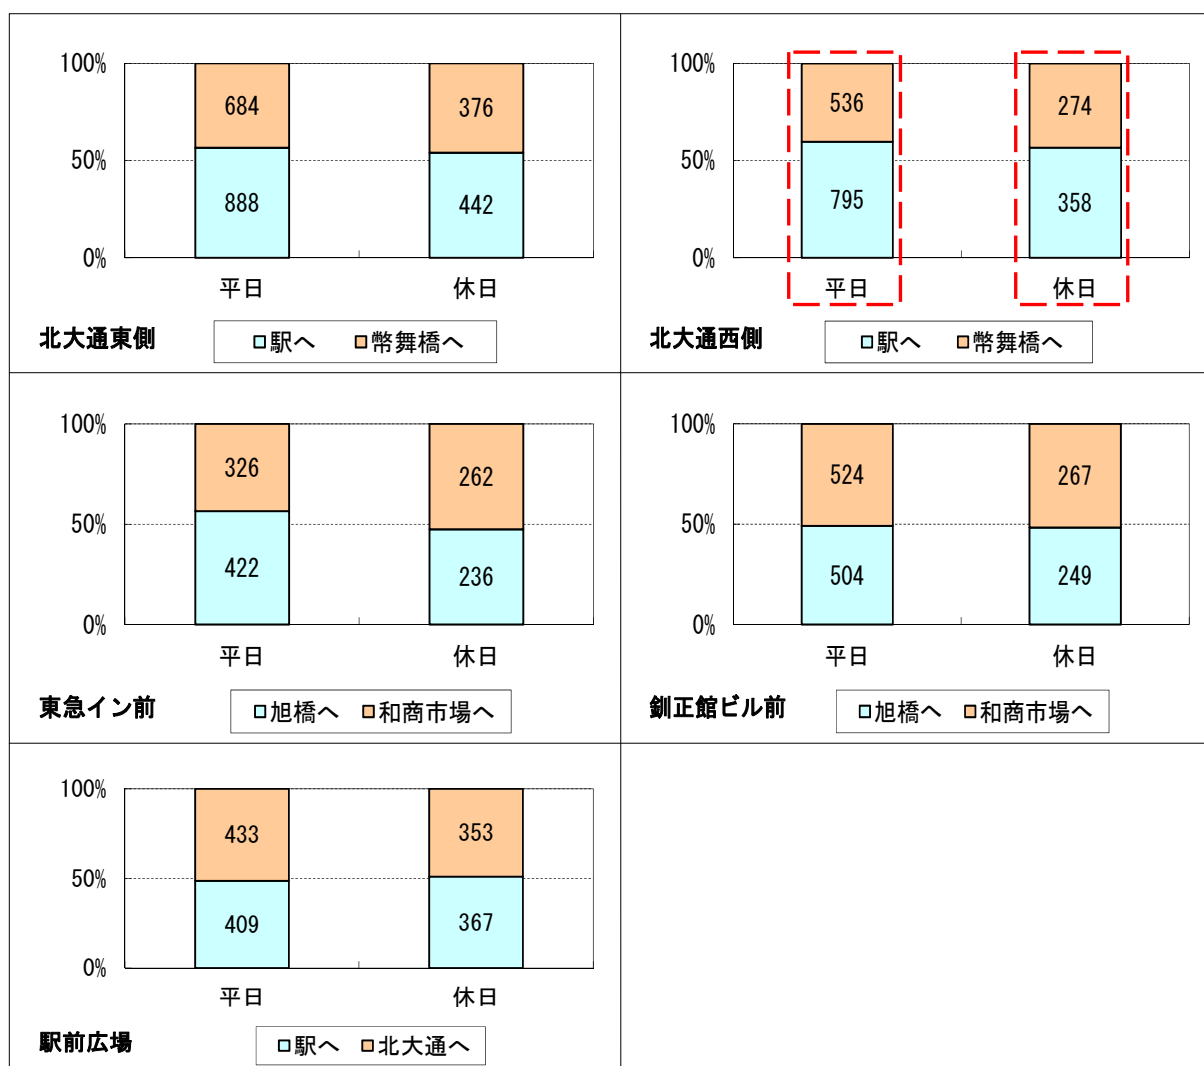 100%
684
376
50%
888
442
0%
平日
休日
北大通東側
駅へ
幣舞橋へ
100%
536
274
50%
795
358
0%
平日
休日
北大通西側
駅へ
幣舞橋へ
100%
326
262
50%
422
236
0%
平日
休日
東急イン前
旭橋へ
和商市場へ
100%
524
267
50%
504
249
0%
平日
休日
釧正館ビル前
旭橋へ
和商市場へ
100%
433
353
50%
409
367
0%
平日
休日
駅前広場
駅へ
北大通へ